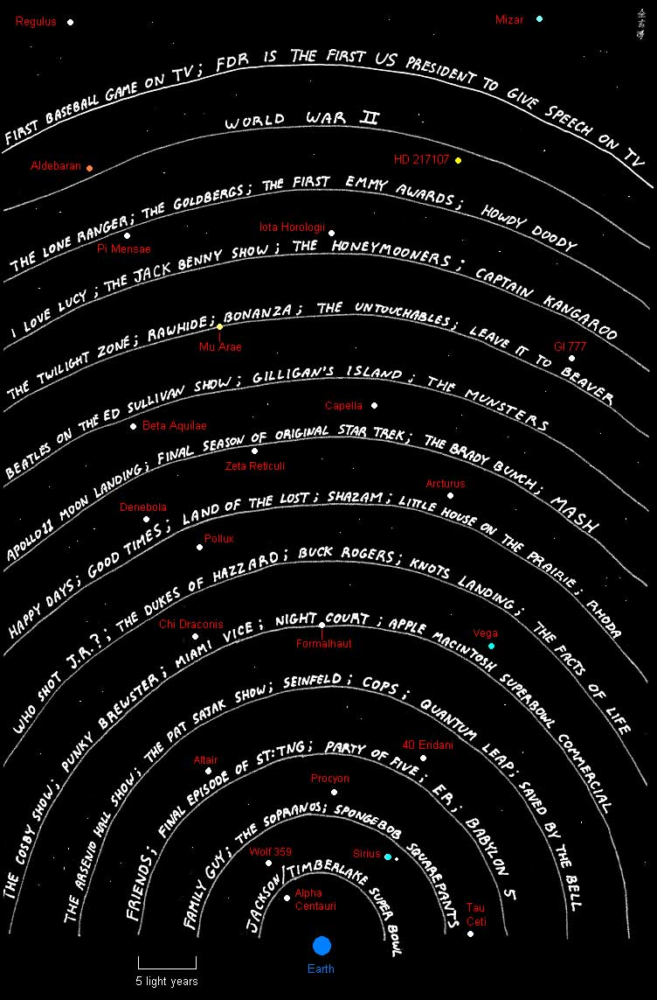 Regulus
Mizar
全玄得
FIRST BASEBALL GAME ON TV; FDR IS THE FIRST US PRESIDENT TO GIVE SPEECH ON TV
WORLD WAR II
Aldebaran
HD 217107
THE LONE RANGER; THE GOLDBERGS; THE FIRST EMMY AWARDS; HOWDY DOODY
Iota Horologii
Pi Mensae
I LOVE LUCY; THE JACK BENNY SHOW; THE HONEYMOONERS; CAPTAIN KANGAROO
THE TWILIGHT ZONE; RAWHIDE; BONANZA; THE UNTOUCHABLES; LEAVE IT TO BEAVER
Mu Arae
Gl 777
BEATLES ON THE ED SULLIVAN SHOW; GILLIGAN'S ISLAND; THE MUNSTERS
Capella
Beta Aquilae
APOLLO 11 MOON LANDING; FINAL SEASON OF ORIGINAL STAR TREK; THE BRADY BUNCH; MASH
Zeta Reticuli
Arcturus
Denebola
HAPPY DAYS; GOOD TIMES; LAND OF THE LOST; SHAZAM; LITTLE HOUSE ON THE PRAIRIE; RHODA
Pollux
WHO SHOT J.R.?; THE DUKES OF HAZZARD; BUCK ROGERS; KNOTS LANDING; THE FACTS OF LIFE
Chi Draconis
Formalhaut
Vega
THE COSBY SHOW; PUNKY BREWSTER; MIAMI VICE; NIGHT COURT; APPLE MACINTOSH SUPERBOWL COMMERCIAL
THE ARSENIO HALL SHOW; THE PAT SAJAK SHOW; SEINFELD; COPS; QUANTUM LEAP; SAVED BY THE BELL
Altair
40 Eridani
FRIENDS; FINAL EPISODE OF ST:TNG; PARTY OF FIVE; ER; BABYLON 5
Procyon
FAMILY GUY; THE SOPRANOS; SPONGEBOB SQUAREPANTS
Wolf 359
Sirius
JACKSON/TIMBERLAKE SUPER BOWL
Alpha
Centauri
Tau
Ceti
Earth
5 light years